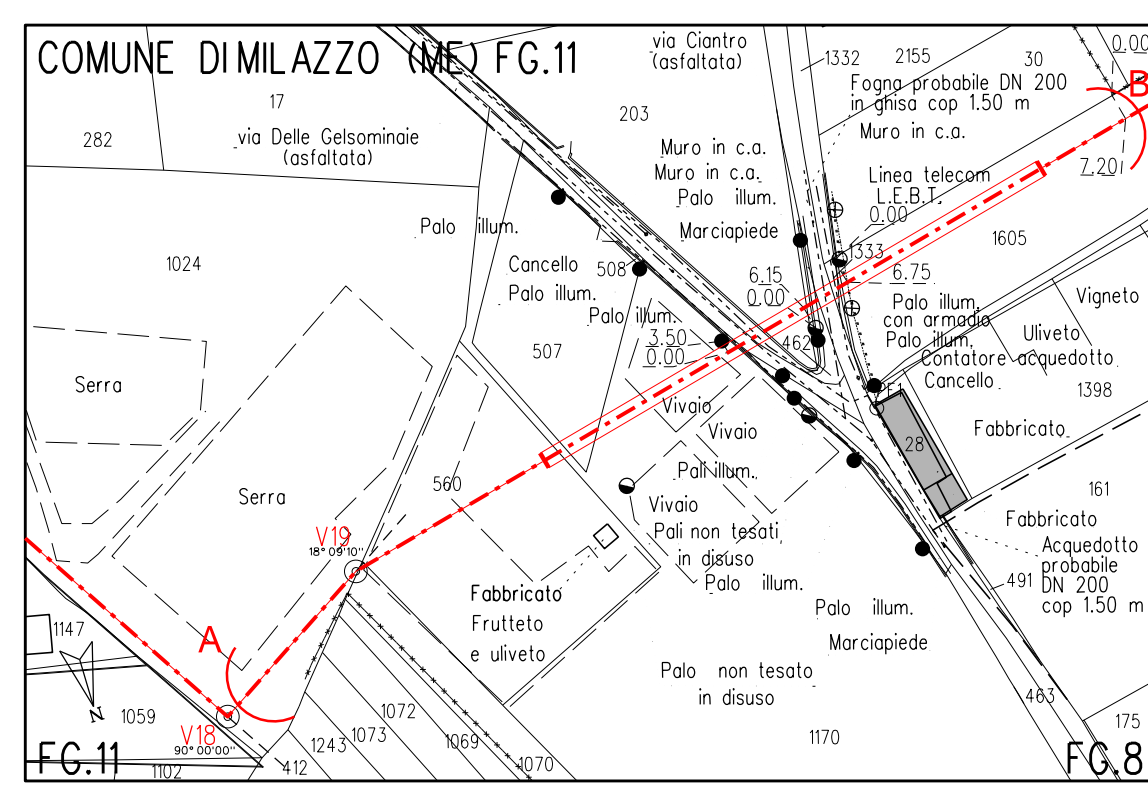 COMUNE DI MILAZZO (ME) FG.11
17
282
via Delle Gelsominaie
(asfaltata)
via Ciantro
(asfaltata)
1332
2155
30
0.00
B
Fogna probabile DN 200
in ghisa cop 1.50 m
203
Muro in c.a.
Muro in c.a.
Muro in c.a.
Palo illum.
Linea telecom
L.E.B.T.
0.00
7.20
Palo illum.
Marciapiede
1024
Cancello
508
Palo illum.
Palo illum.
6.15
0.00
1333
6.75
1605
Palo illum.
con armadio
Palo illum.
Vigneto
Uliveto
3.50
0.00
462
507
Contatore acquedotto
Cancello
1398
Serra
Vivaio
Vivaio
28
Fabbricato
Pali illum.
560
Serra
Vivaio
161
V19
18° 09'10"
Pali non tesati
in disuso
Palo illum.
Fabbricato
Acquedotto
probabile
DN 200
cop 1.50 m
491
Fabbricato
Frutteto
e uliveto
Palo illum.
Marciapiede
1147
A
Palo non tesato
in disuso
N
1059
V18
90° 00'00"
1072
1073
1069
1243
1070
412
1102
463
175
1170
FG.11
FG.8